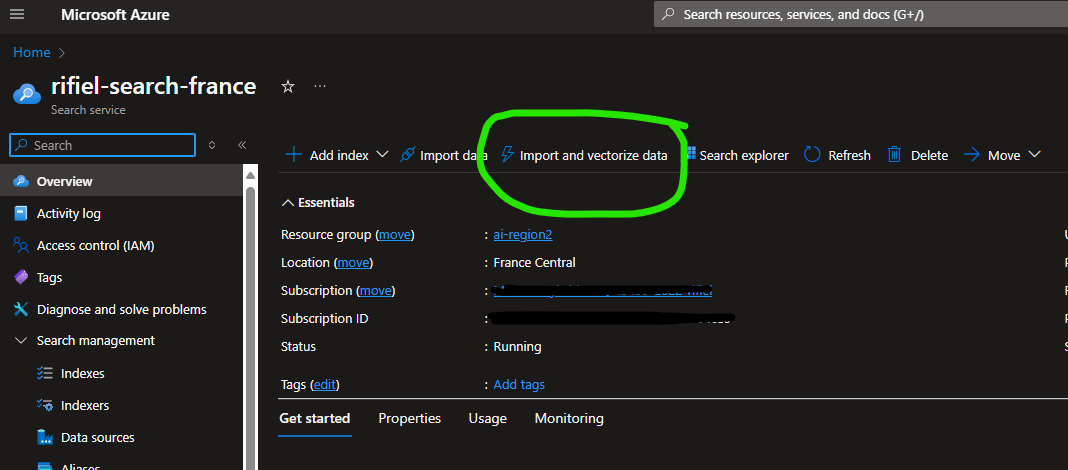 Microsoft Azure
Search resources, services, and docs (G+/)
Home
rifiel-search-france
Search service
Search
Add index
Import data
Import and vectorize data
Search explorer
Refresh
Delete
Move
Overview
Activity log
Access control (IAM)
Tags
Diagnose and solve problems
Search management
Indexes
Indexers
Data sources
Aliases
Essentials
Resource group (move) : ai-region2
Location (move) : France Central
Subscription (move) :
Subscription ID :
Status : Running
Tags (edit) : Add tags
Get started
Properties
Usage
Monitoring